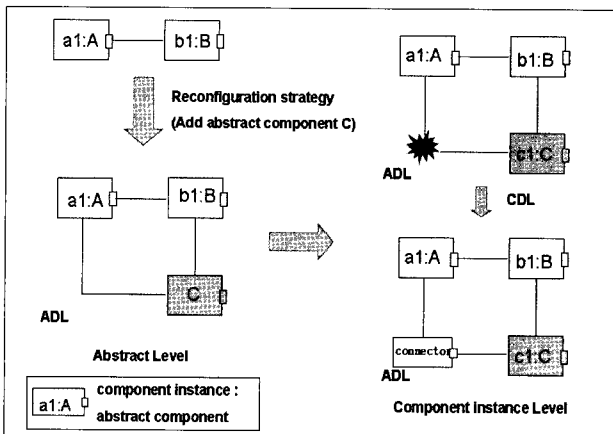 a1:A
b1:B
Reconfiguration strategy
(Add abstract component C)
a1:A
b1:B
C
ADL
Abstract Level
a1:A
component instance :
abstract component
a1:A
b1:B
c1:C
ADL
CDL
a1:A
b1:B
connector
c1:C
ADL
Component Instance Level